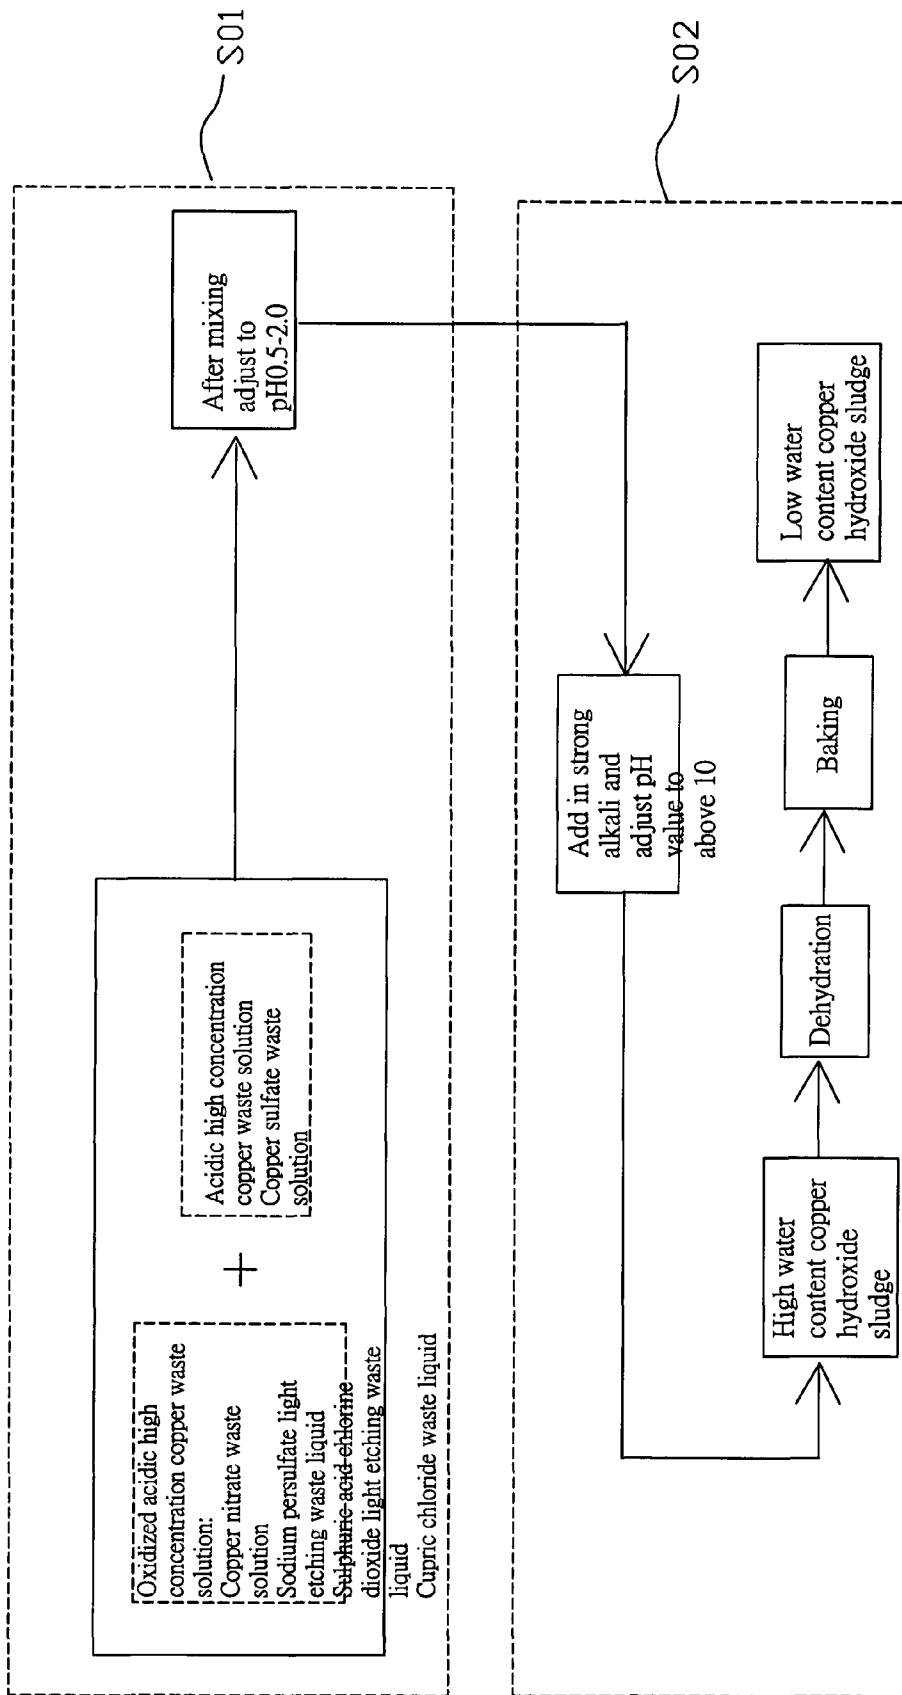 Oxidized acidic high
concentration copper waste
solution:
Copper nitrate waste
solution
Sodium persulfate light
etching waste liquid
Sulphuric acid chlorine
dioxide light etching waste
liquid
Cupric chloride waste liquid
+
Acidic high concentration
copper waste solution
Copper sulfate waste
solution
After mixing
adjust to
pH0.5-2.0
S01
Add in strong
alkali and
adjust pH
value to
above 10
High water
content copper
hydroxide
sludge
Dehydration
Baking
Low water
content copper
hydroxide sludge
S02